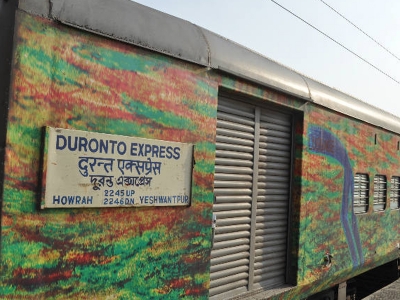 DURONTO EXPRESS
दुरन्त एक्सप्रेस
দুরন্ত এক্সপ্রেস
2245 UP
HOWRAH 2246 DN YESHWANTPUR